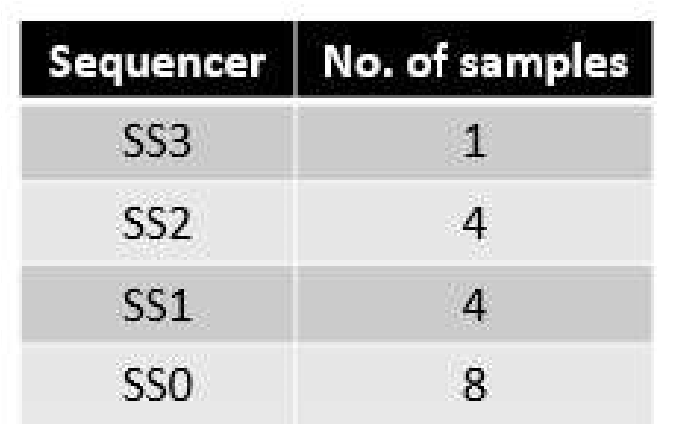 Sequencer No. of samples
SS3 1
SS2 4
SS1 4
SS0 8